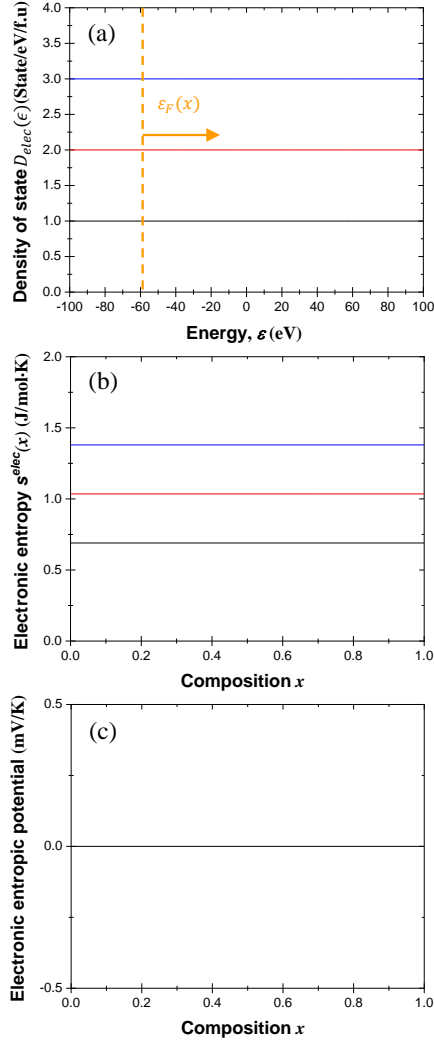 (a)
ε_F(x)
Density of state D_elec(ϵ) (State/eV/f.u)
4.0
3.5
3.0
2.5
2.0
1.5
1.0
0.5
0.0
-100 -80 -60 -40 -20 0 20 40 60 80 100
Energy, ε (eV)
(b)
Electronic entropy s^elec(x) (J/mol·K)
2.0
1.5
1.0
0.5
0.0
0.0 0.2 0.4 0.6 0.8 1.0
Composition x
(c)
Electronic entropic potential (mV/K)
0.5
0.0
-0.5
0.0 0.2 0.4 0.6 0.8 1.0
Composition x